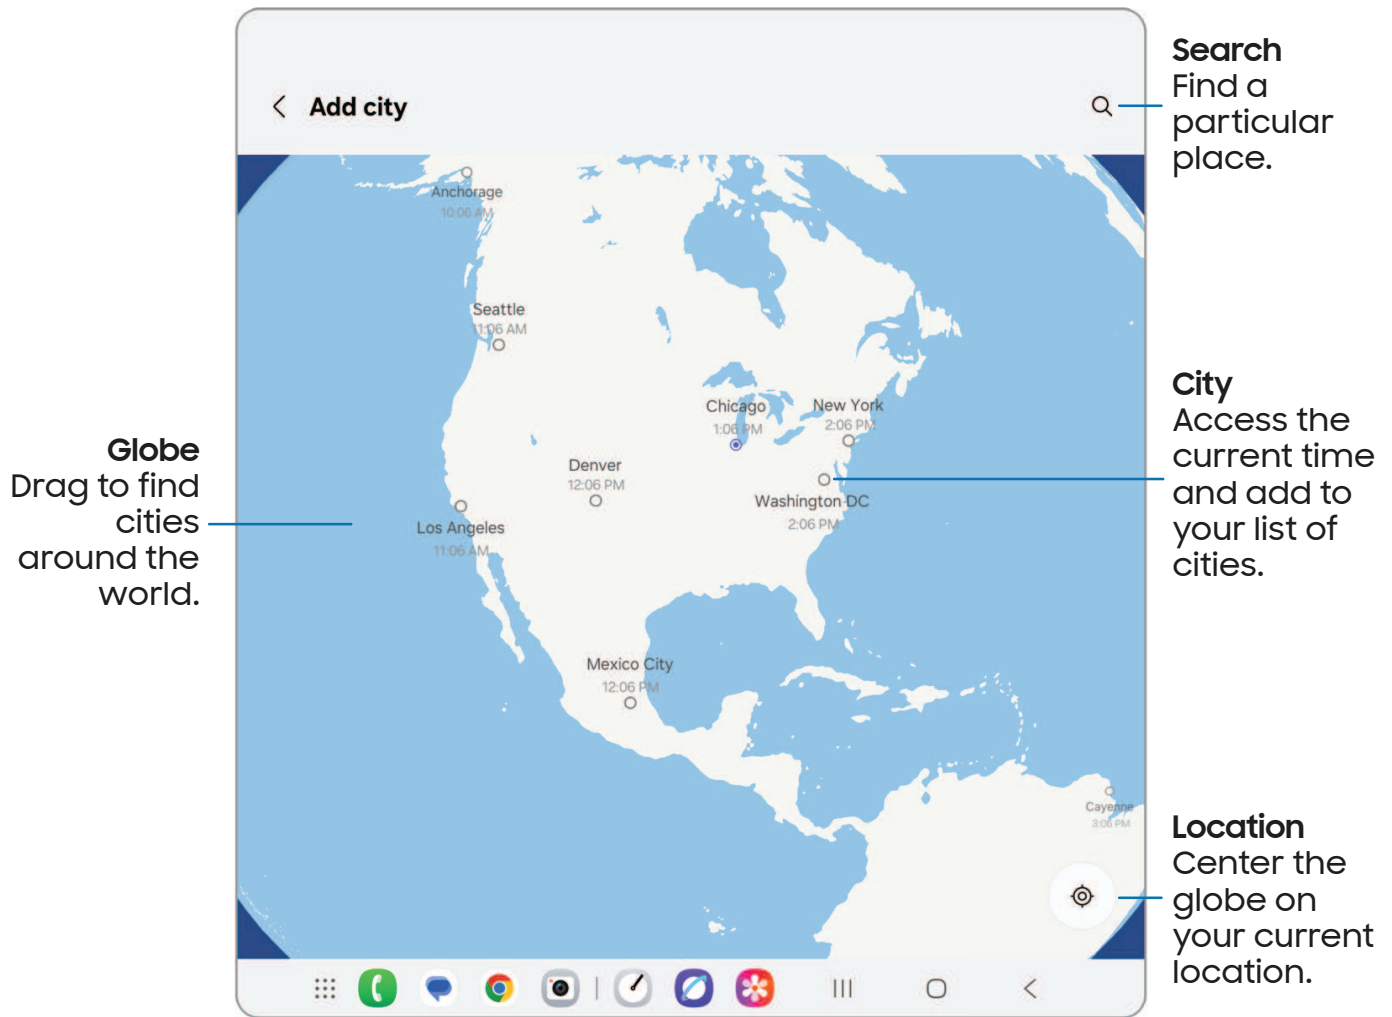 Add city
Search
Find a
particular
place.
Anchorage
10:06 AM
Seattle
11:06 AM
Chicago
1:06 PM
New York
2:06 PM
Denver
12:06 PM
Washington DC
2:06 PM
Los Angeles
11:06 AM
Mexico City
12:06 PM
Cayenne
3:06 PM
Globe
Drag to find
cities
around the
world.
City
Access the
current time
and add to
your list of
cities.
Location
Center the
globe on
your current
location.